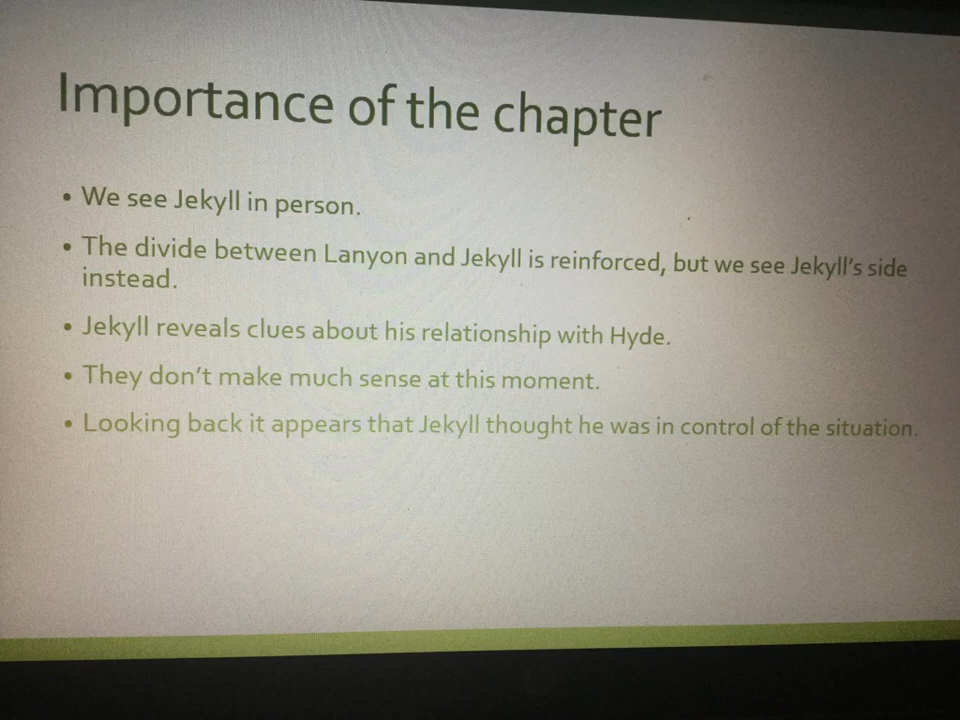 Importance of the chapter
• We see Jekyll in person.
• The divide between Lanyon and Jekyll is reinforced, but we see Jekyll's side
instead.
• Jekyll reveals clues about his relationship with Hyde.
• They don't make much sense at this moment.
• Looking back it appears that Jekyll thought he was in control of the situation.